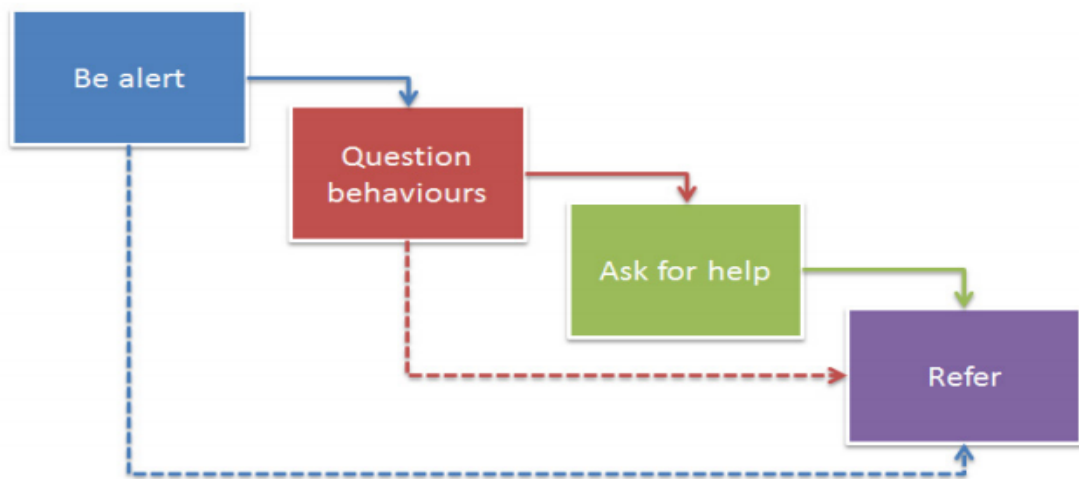 Be alert
Question
behaviours
Ask for help
Refer